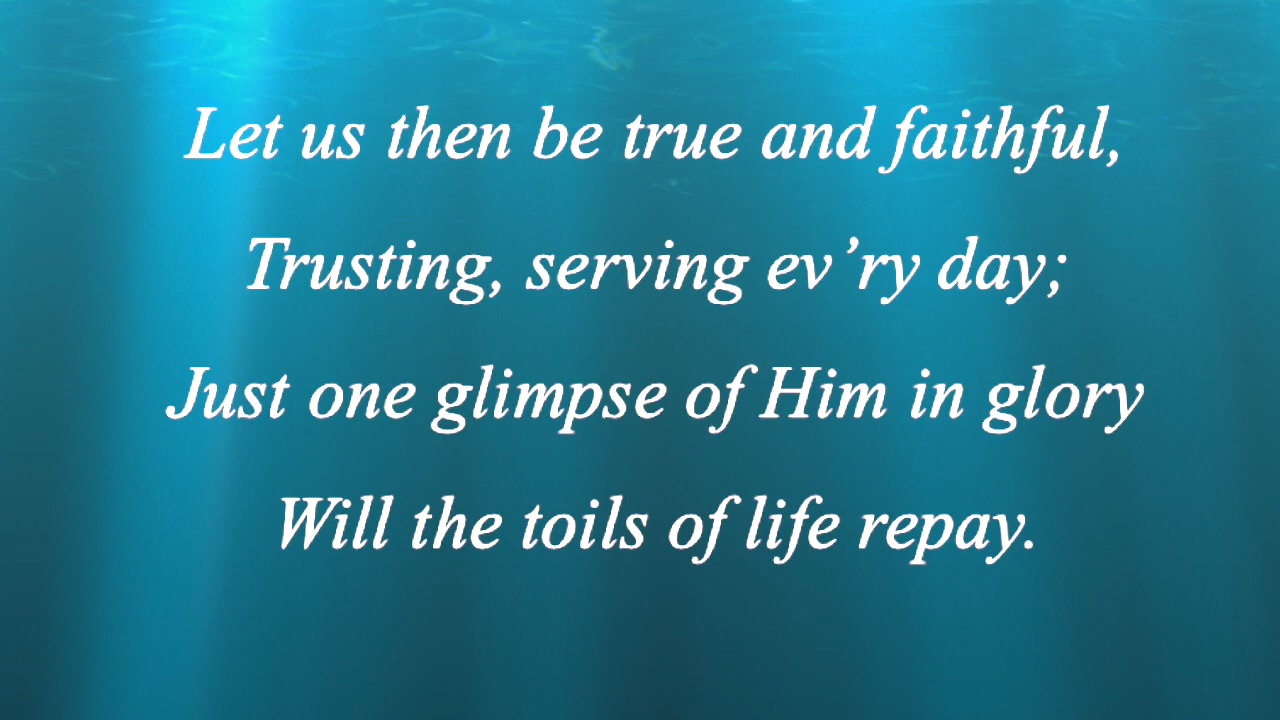 Let us then be true and faithful,
Trusting, serving ev’ry day;
Just one glimpse of Him in glory
Will the toils of life repay.